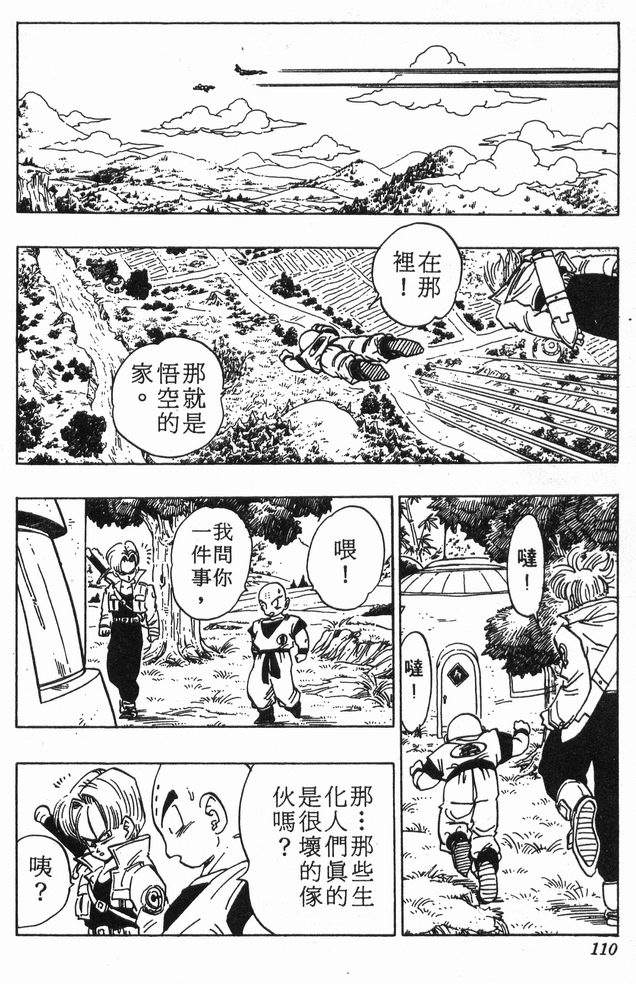 在那
裡！
那就是
悟空的
家。
噠！
噠！
喂！
我問你
一件事，
那…那些生
化人們真的
是很壞的傢
伙嗎？
咦？
110